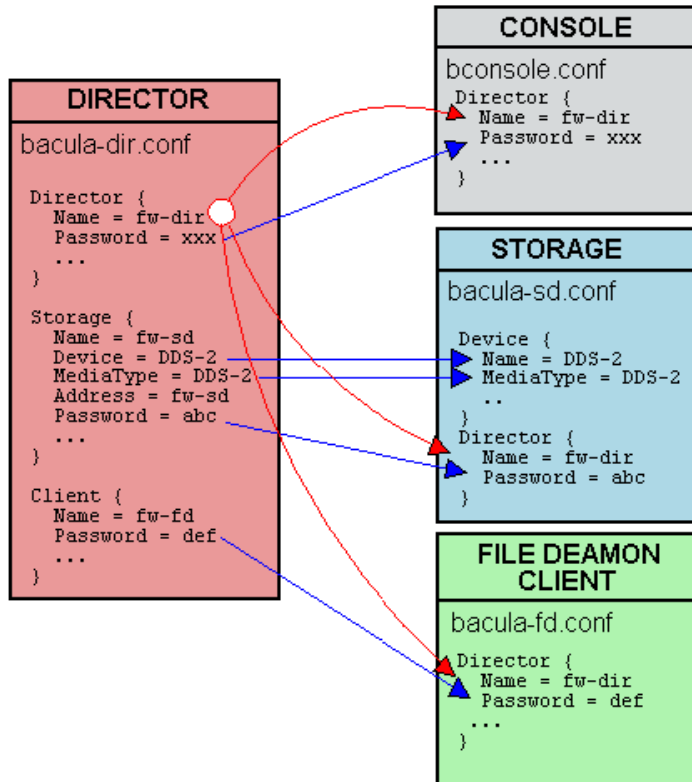 DIRECTOR
bacula-dir.conf
Director {
Name = fw-dir
Password = xxx
...
}
Storage {
Name = fw-sd
Device = DDS-2
MediaType = DDS-2
Address = fw-sd
Password = abc
...
}
Client {
Name = fw-fd
Password = def
...
}
CONSOLE
bconsole.conf
Director {
Name = fw-dir
Password = xxx
...
}
STORAGE
bacula-sd.conf
Device {
Name = DDS-2
MediaType = DDS-2
..
}
Director {
Name = fw-dir
Password = abc
}
FILE DEAMON
CLIENT
bacula-fd.conf
Director {
Name = fw-dir
Password = def
...
}